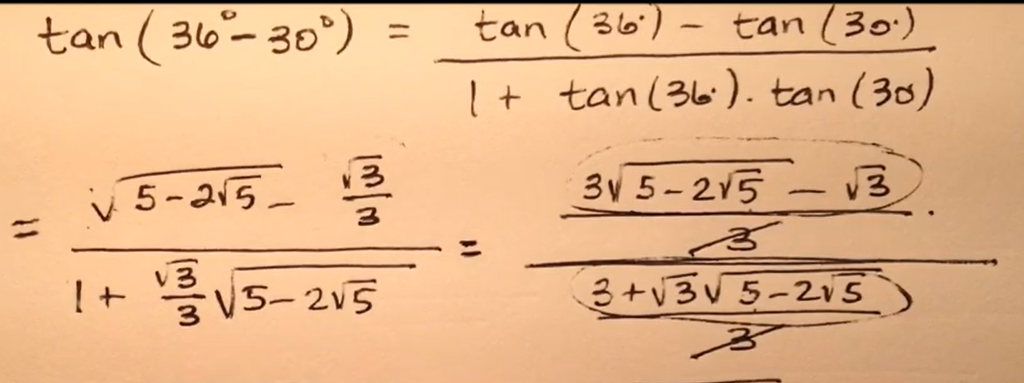 tan(36° - 30°) = (tan(36°) - tan(30°)) / (1 + tan(36°) · tan(30))
= (√(5-2√5) - √3/3) / (1 + √3/3 √(5-2√5)) = ((3√(5-2√5) - √3)/3) / ((3+√3√(5-2√5))/3)